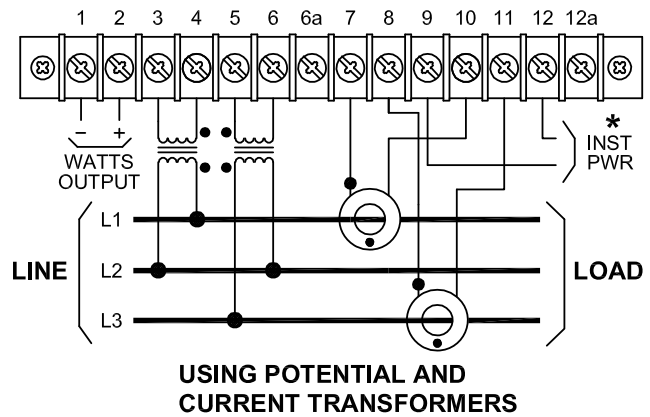 1 2 3 4 5 6 6a 7 8 9 10 11 12 12a
− +
WATTS
OUTPUT
*
INST
PWR
L1
LINE L2 LOAD
L3
USING POTENTIAL AND
CURRENT TRANSFORMERS